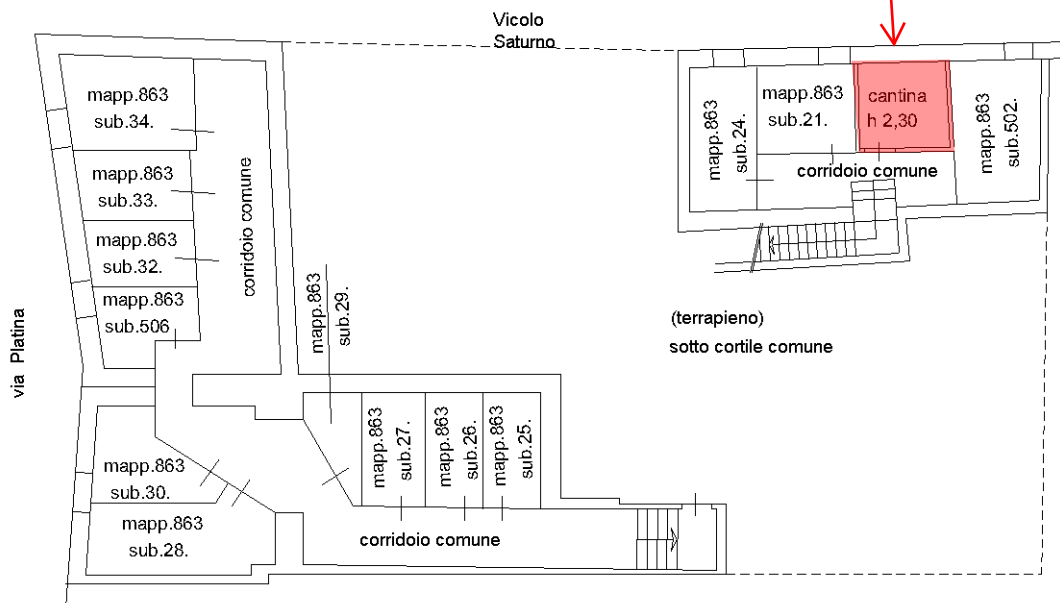 Vicolo
Saturno
mapp.863
sub.34.
mapp.863
sub.33.
mapp.863
sub.32.
mapp.863
sub.506
corridoio comune
via Platina
mapp.863
sub.29.
mapp.863
sub.24.
mapp.863
sub.21.
cantina
h 2,30
mapp.863
sub.502.
corridoio comune
(terrapieno)
sotto cortile comune
mapp.863
sub.27.
mapp.863
sub.26.
mapp.863
sub.25.
mapp.863
sub.30.
mapp.863
sub.28.
corridoio comune